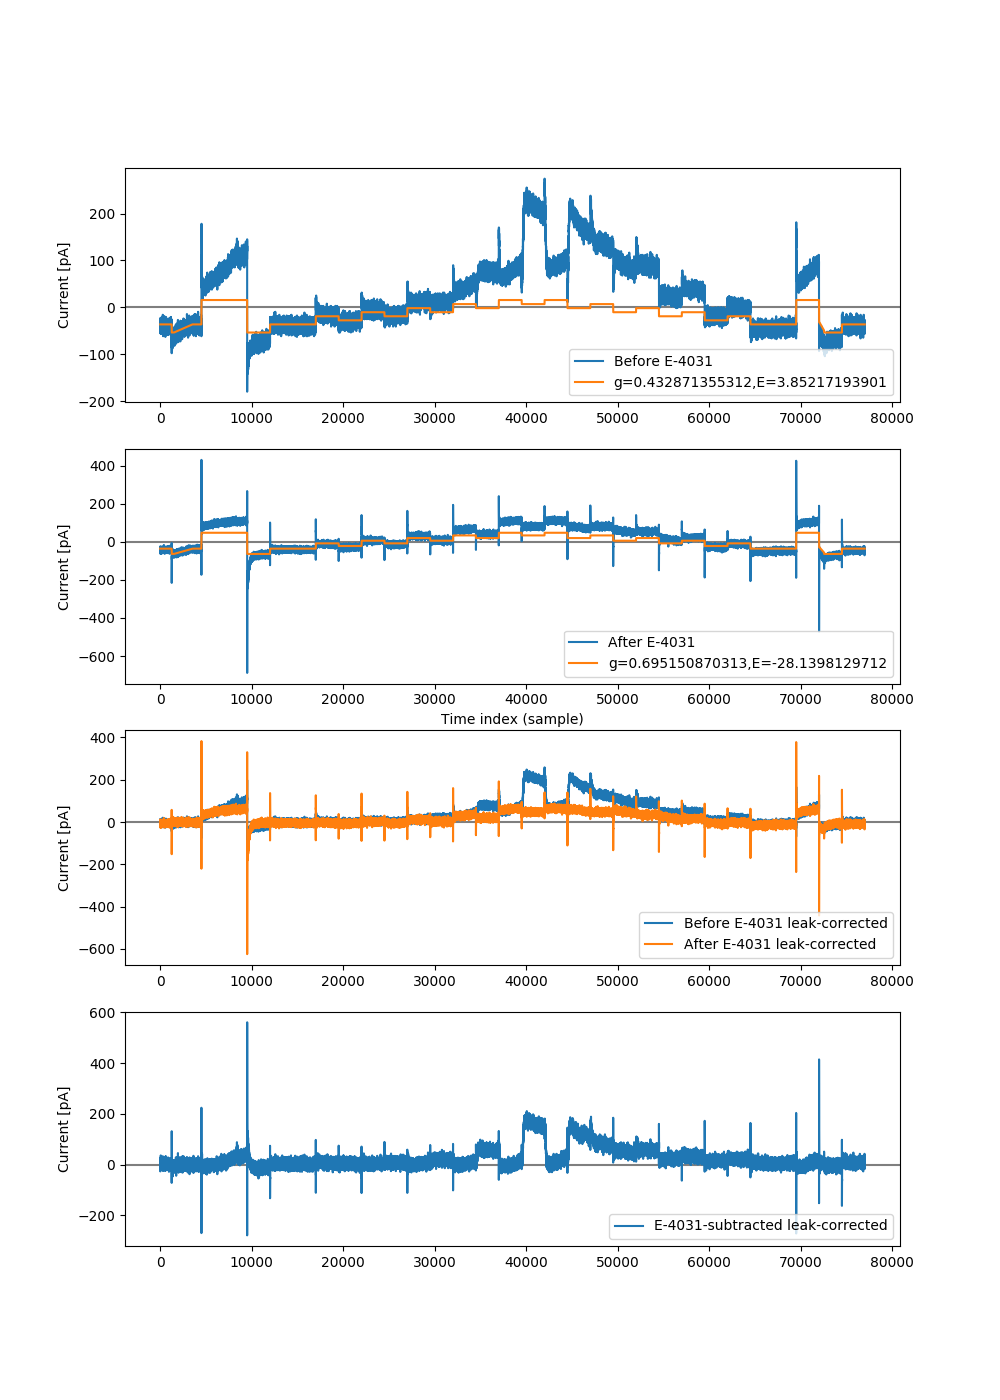 200
100
0
−100
−200
Current [pA]
Before E-4031
g=0.432871355312,E=3.85217193901
0 10000 20000 30000 40000 50000 60000 70000 80000
400
200
0
−200
−400
−600
Current [pA]
After E-4031
g=0.695150870313,E=-28.1398129712
0 10000 20000 30000 40000 50000 60000 70000 80000
Time index (sample)
400
200
0
−200
−400
−600
Current [pA]
Before E-4031 leak-corrected
After E-4031 leak-corrected
0 10000 20000 30000 40000 50000 60000 70000 80000
600
400
200
0
−200
Current [pA]
E-4031-subtracted leak-corrected
0 10000 20000 30000 40000 50000 60000 70000 80000